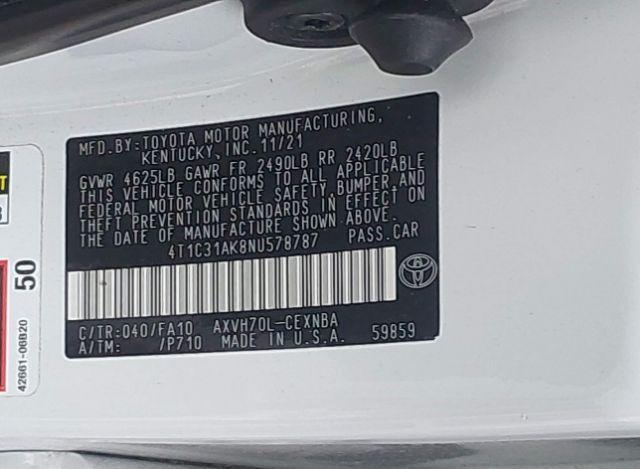 MFD.BY:TOYOTA MOTOR MANUFACTURING,
KENTUCKY,INC.11/21
GVWR 4625LB GAWR FR 2490LB RR 2420LB
THIS VEHICLE CONFORMS TO ALL APPLICABLE
FEDERAL MOTOR VEHICLE SAFETY,BUMPER,AND
THEFT PREVENTION STANDARDS IN EFFECT ON
THE DATE OF MANUFACTURE SHOWN ABOVE.
4T1C31AK8NU578787 PASS.CAR
C/TR:040/FA10 AXVH70L-CEXNBA
A/TM: /P710 MADE IN U.S.A. 59859
50
42661-06B20